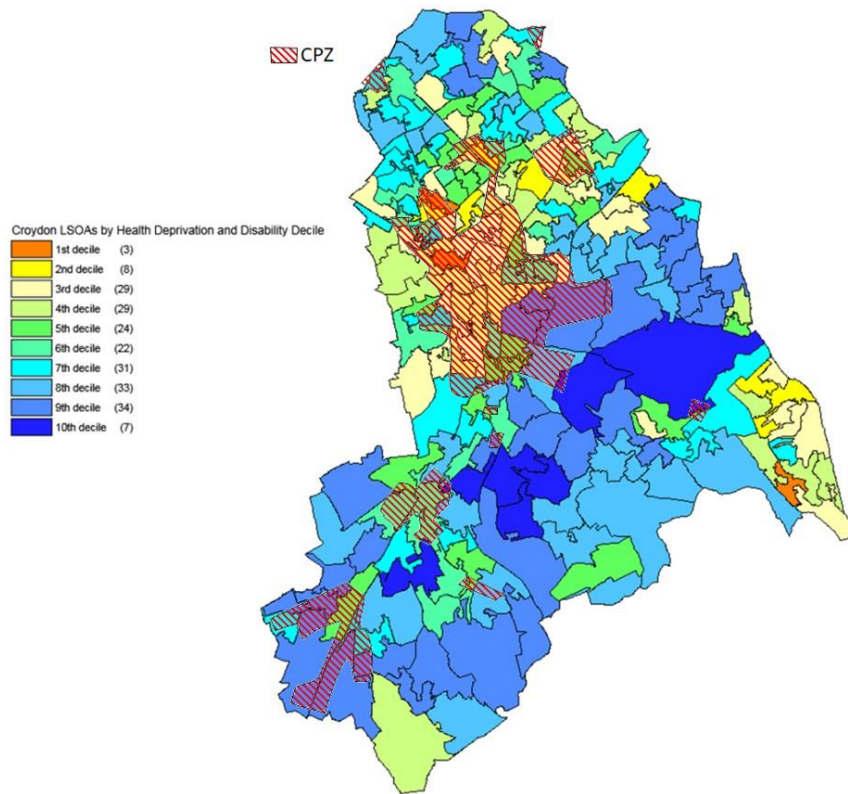 CPZ
Croydon LSOAs by Health Deprivation and Disability Decile
1st decile (3)
2nd decile (8)
3rd decile (29)
4th decile (29)
5th decile (24)
6th decile (22)
7th decile (31)
8th decile (33)
9th decile (34)
10th decile (7)